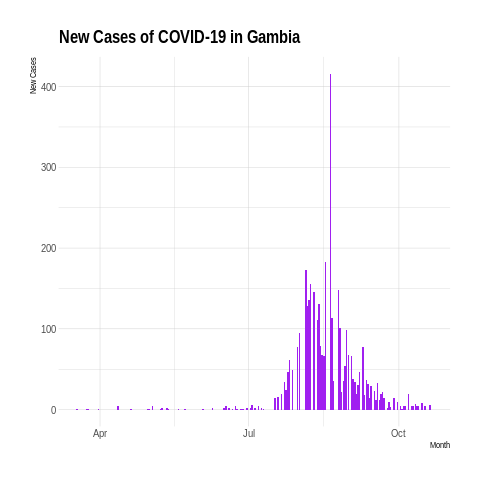 New Cases of COVID-19 in Gambia
New Cases
400
300
200
100
0
Apr
Jul
Oct
Month